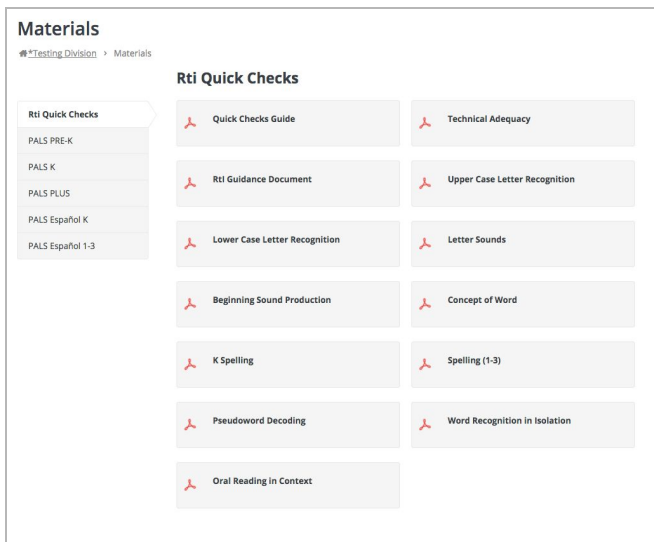 Materials
*Testing Division > Materials
Rti Quick Checks
Rti Quick Checks
PALS PRE-K
PALS K
PALS PLUS
PALS Español K
PALS Español 1-3
Quick Checks Guide
Technical Adequacy
RtI Guidance Document
Upper Case Letter Recognition
Lower Case Letter Recognition
Letter Sounds
Beginning Sound Production
Concept of Word
K Spelling
Spelling (1-3)
Pseudoword Decoding
Word Recognition in Isolation
Oral Reading in Context